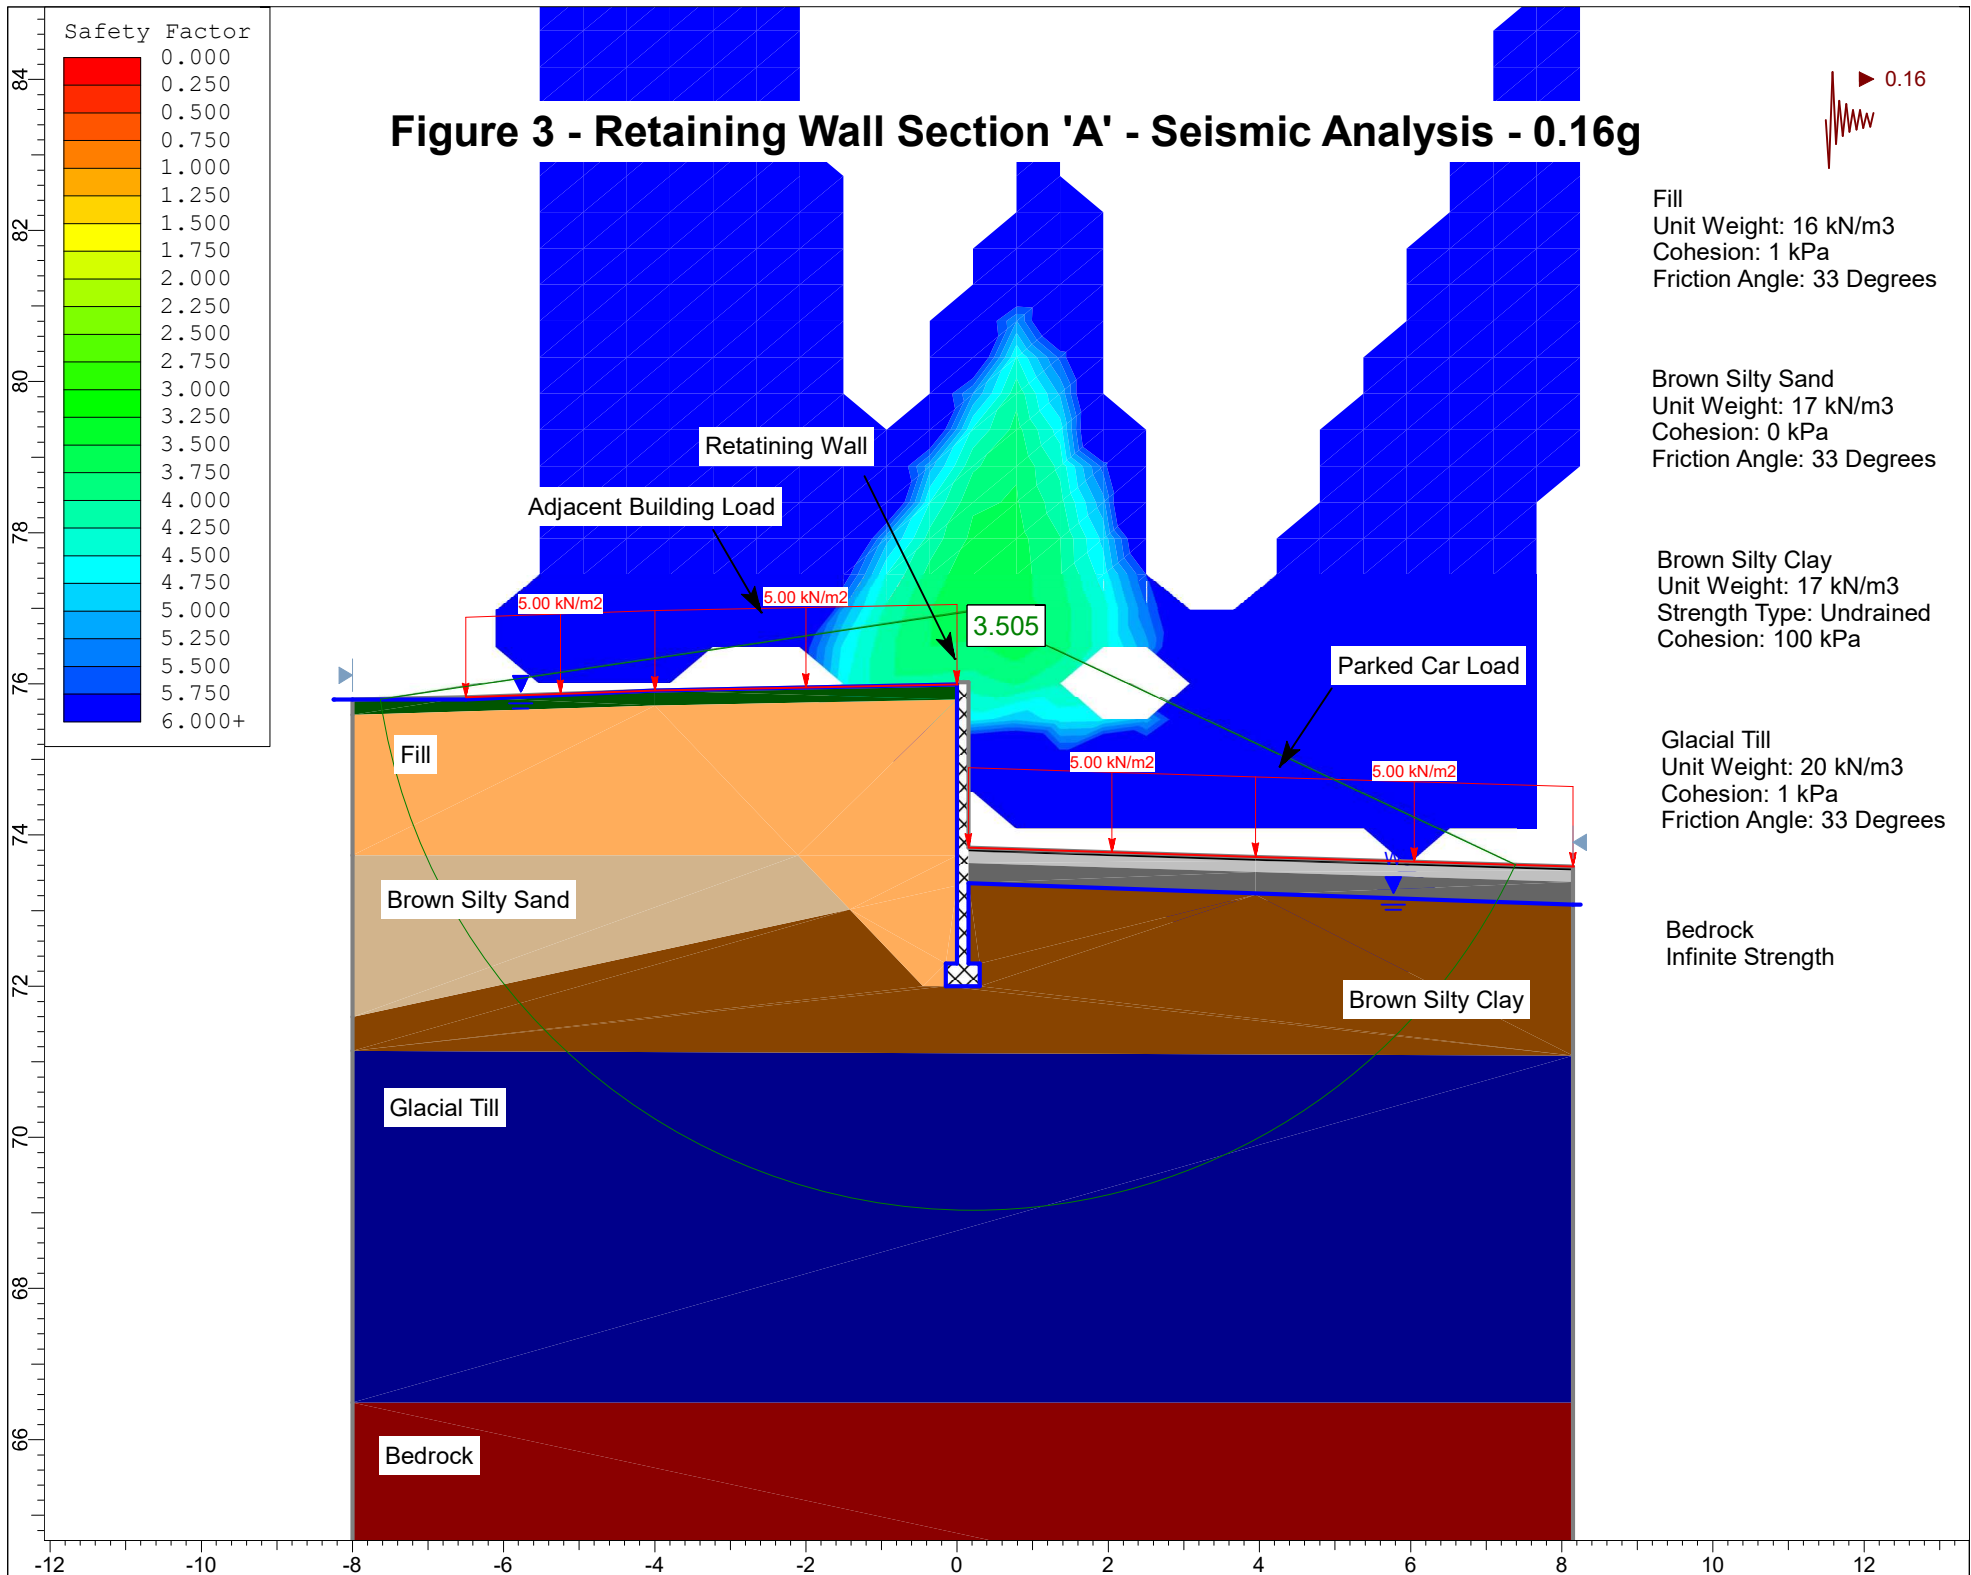 Safety Factor
0.000
0.250
0.500
0.750
1.000
1.250
1.500
1.750
2.000
2.250
2.500
2.750
3.000
3.250
3.500
3.750
4.000
4.250
4.500
4.750
5.000
5.250
5.500
5.750
6.000+
Figure 3 - Retaining Wall Section 'A' - Seismic Analysis - 0.16g
0.16
Fill
Unit Weight: 16 kN/m3
Cohesion: 1 kPa
Friction Angle: 33 Degrees
Brown Silty Sand
Unit Weight: 17 kN/m3
Cohesion: 0 kPa
Friction Angle: 33 Degrees
Brown Silty Clay
Unit Weight: 17 kN/m3
Strength Type: Undrained
Cohesion: 100 kPa
Glacial Till
Unit Weight: 20 kN/m3
Cohesion: 1 kPa
Friction Angle: 33 Degrees
Bedrock
Infinite Strength
Retatining Wall
Adjacent Building Load
5.00 kN/m2
5.00 kN/m2
3.505
Parked Car Load
5.00 kN/m2
5.00 kN/m2
W
Fill
Brown Silty Sand
Brown Silty Clay
Glacial Till
Bedrock
84
82
80
78
76
74
72
70
68
66
-12
-10
-8
-6
-4
-2
0
2
4
6
8
10
12